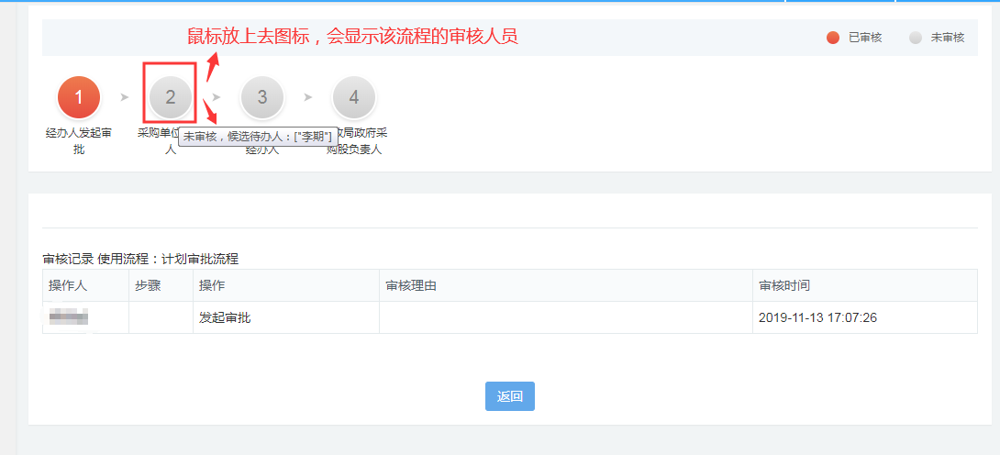 鼠标放上去图标，会显示该流程的审核人员
已审核
未审核
1
2
3
4
经办人发起审
批
采购单位
人
未审核，候选待办人：["李期"]
经办人
政局政府采
购股负责人
审核记录 使用流程：计划审批流程
操作人
步骤
操作
审核理由
审核时间
发起审批
2019-11-13 17:07:26
返回